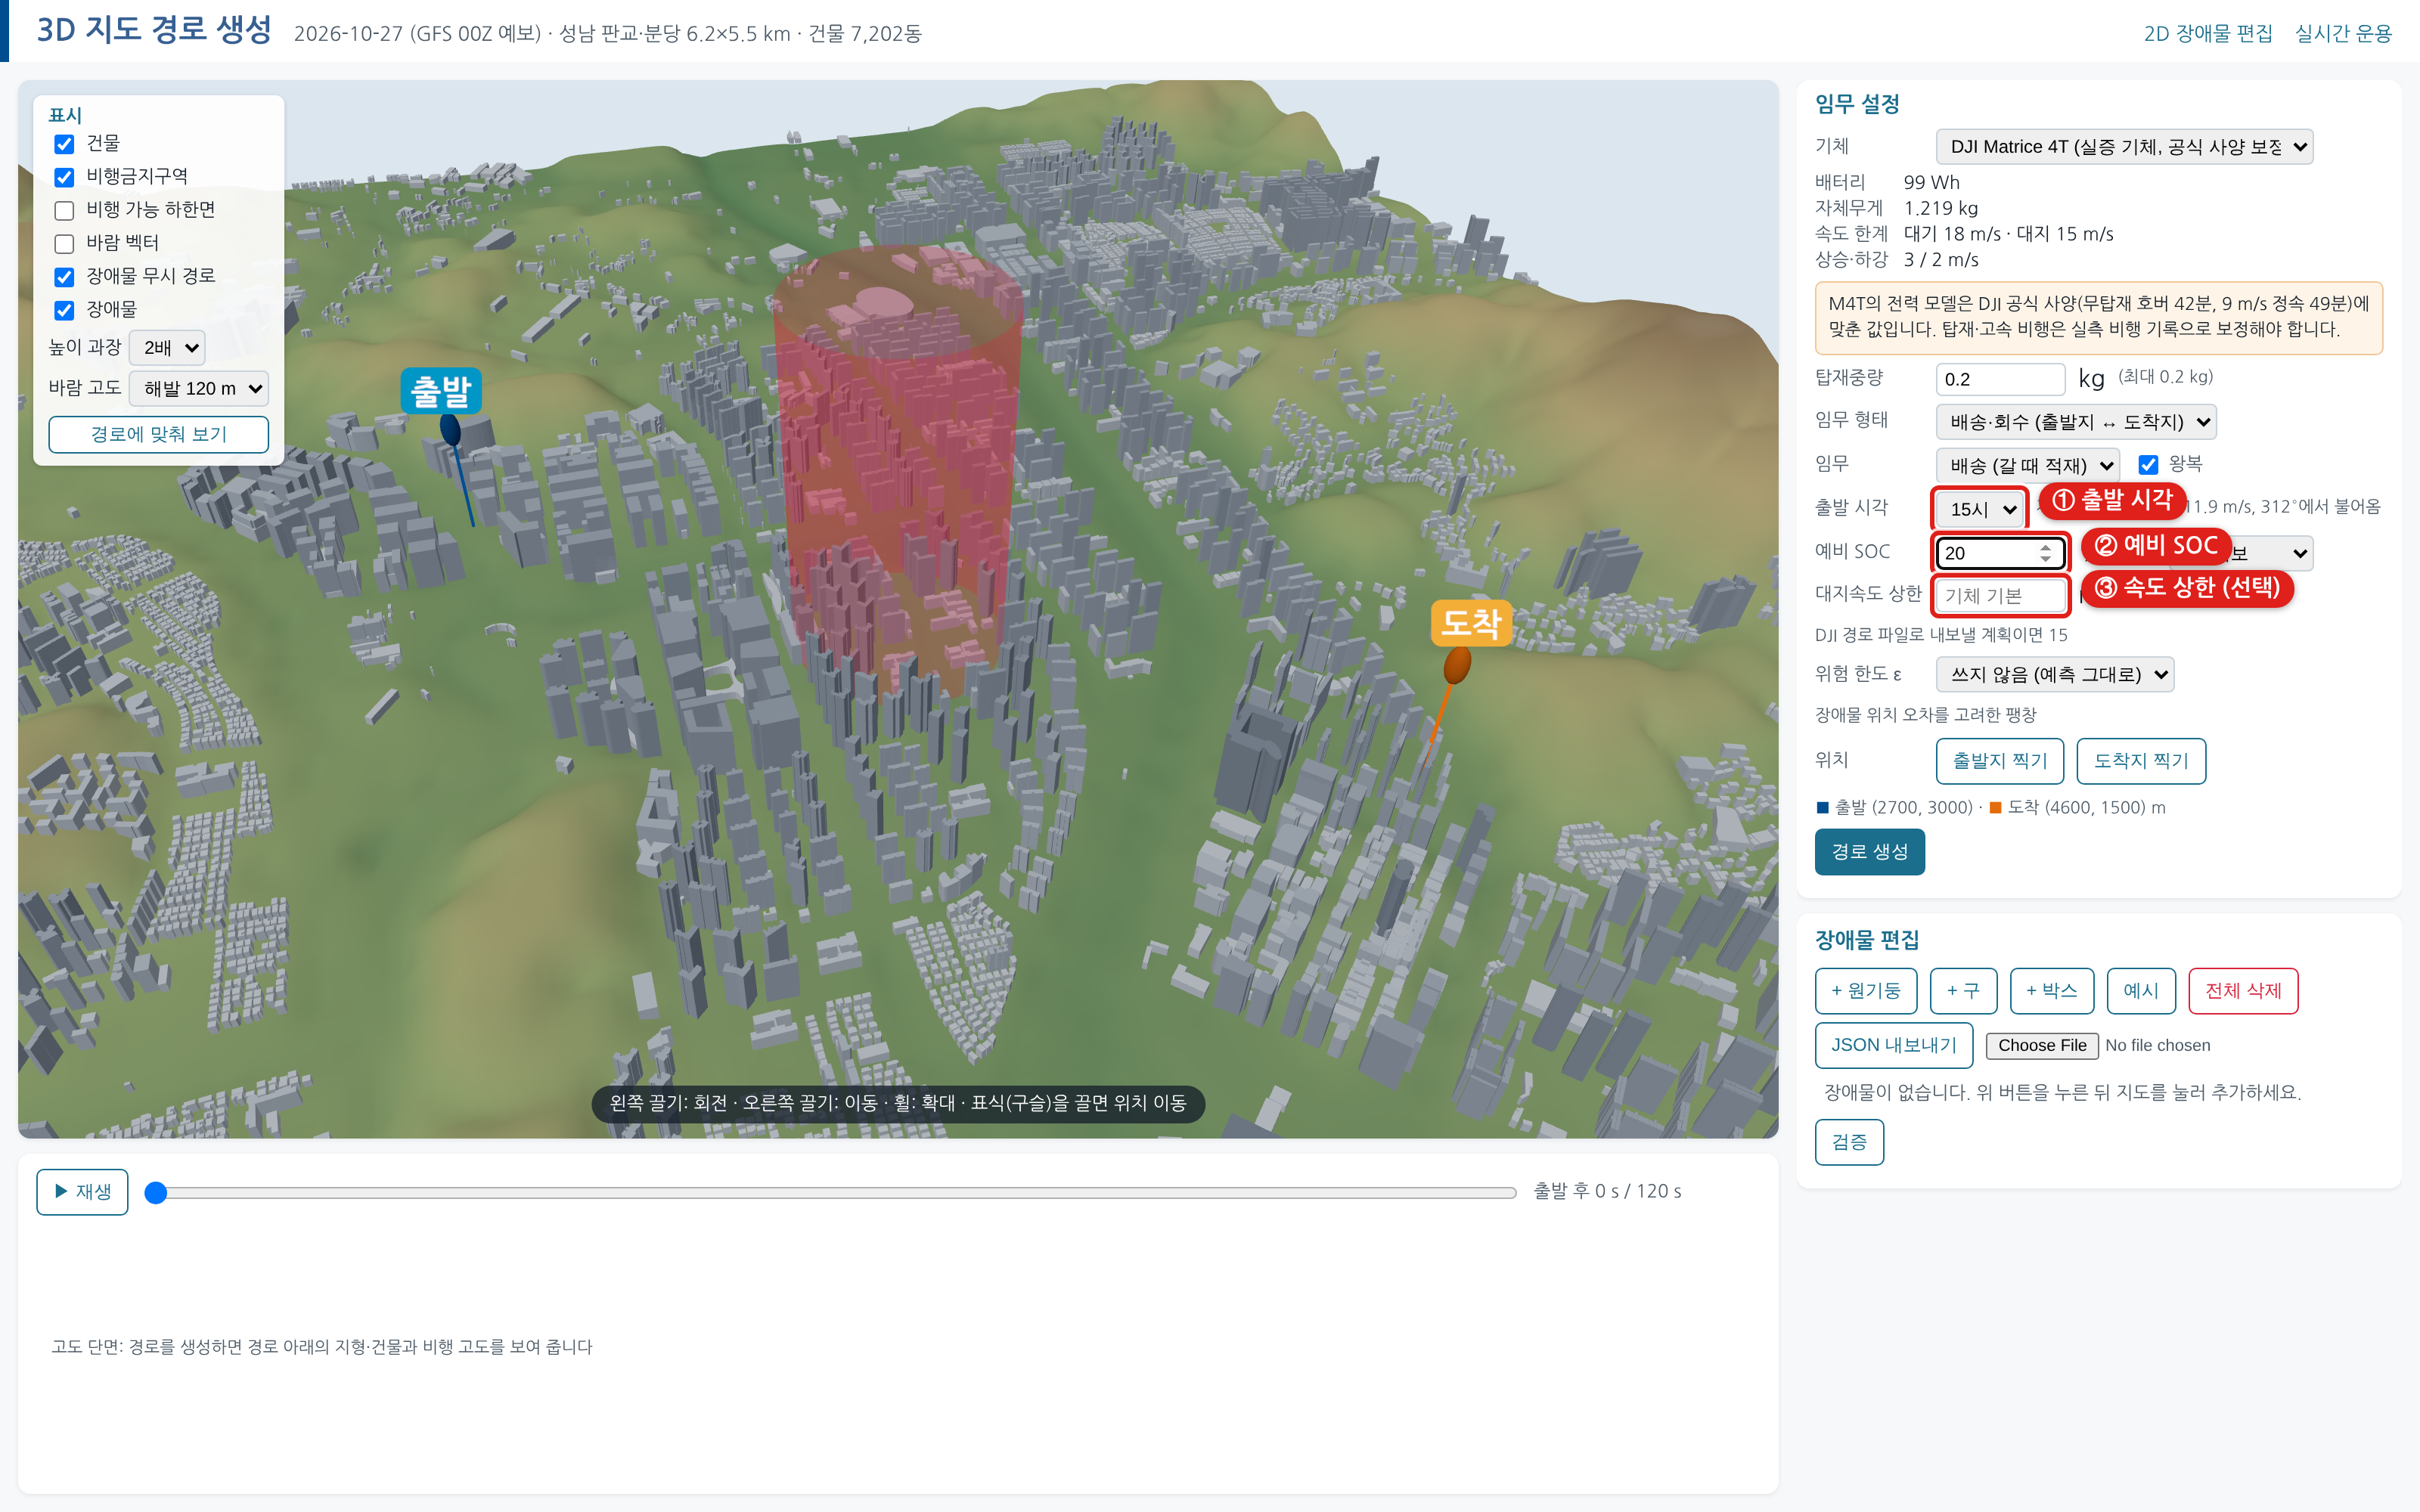 3D 지도 경로 생성 2026-10-27 (GFS 00Z 예보) · 성남 판교·분당 6.2×5.5 km · 건물 7,202동
2D 장애물 편집 실시간 운용
표시
건물
비행금지구역
비행 가능 하한면
바람 벡터
장애물 무시 경로
장애물
높이 과장 2배
바람 고도 해발 120 m
경로에 맞춰 보기
출발
도착
왼쪽 끌기: 회전 · 오른쪽 끌기: 이동 · 휠: 확대 · 표식(구슬)을 끌면 위치 이동
▶ 재생
출발 후 0 s / 120 s
고도 단면: 경로를 생성하면 경로 아래의 지형·건물과 비행 고도를 보여 줍니다
임무 설정
기체 DJI Matrice 4T (실증 기체, 공식 사양 보정
배터리 99 Wh
자체무게 1.219 kg
속도 한계 대기 18 m/s · 대지 15 m/s
상승·하강 3 / 2 m/s
M4T의 전력 모델은 DJI 공식 사양(무탑재 호버 42분, 9 m/s 정속 49분)에
맞춘 값입니다. 탑재·고속 비행은 실측 비행 기록으로 보정해야 합니다.
탑재중량 0.2 kg (최대 0.2 kg)
임무 형태 배송·회수 (출발지 ↔ 도착지)
임무 배송 (갈 때 적재) 왕복
출발 시각 15시 ① 출발 시각 11.9 m/s, 312°에서 불어옴
예비 SOC 20 ② 예비 SOC 보
대지속도 상한 기체 기본 ③ 속도 상한 (선택)
DJI 경로 파일로 내보낼 계획이면 15
위험 한도 ε 쓰지 않음 (예측 그대로)
장애물 위치 오차를 고려한 팽창
위치 출발지 찍기 도착지 찍기
■ 출발 (2700, 3000) · ■ 도착 (4600, 1500) m
경로 생성
장애물 편집
+ 원기둥 + 구 + 박스 예시 전체 삭제
JSON 내보내기 Choose File No file chosen
장애물이 없습니다. 위 버튼을 누른 뒤 지도를 눌러 추가하세요.
검증